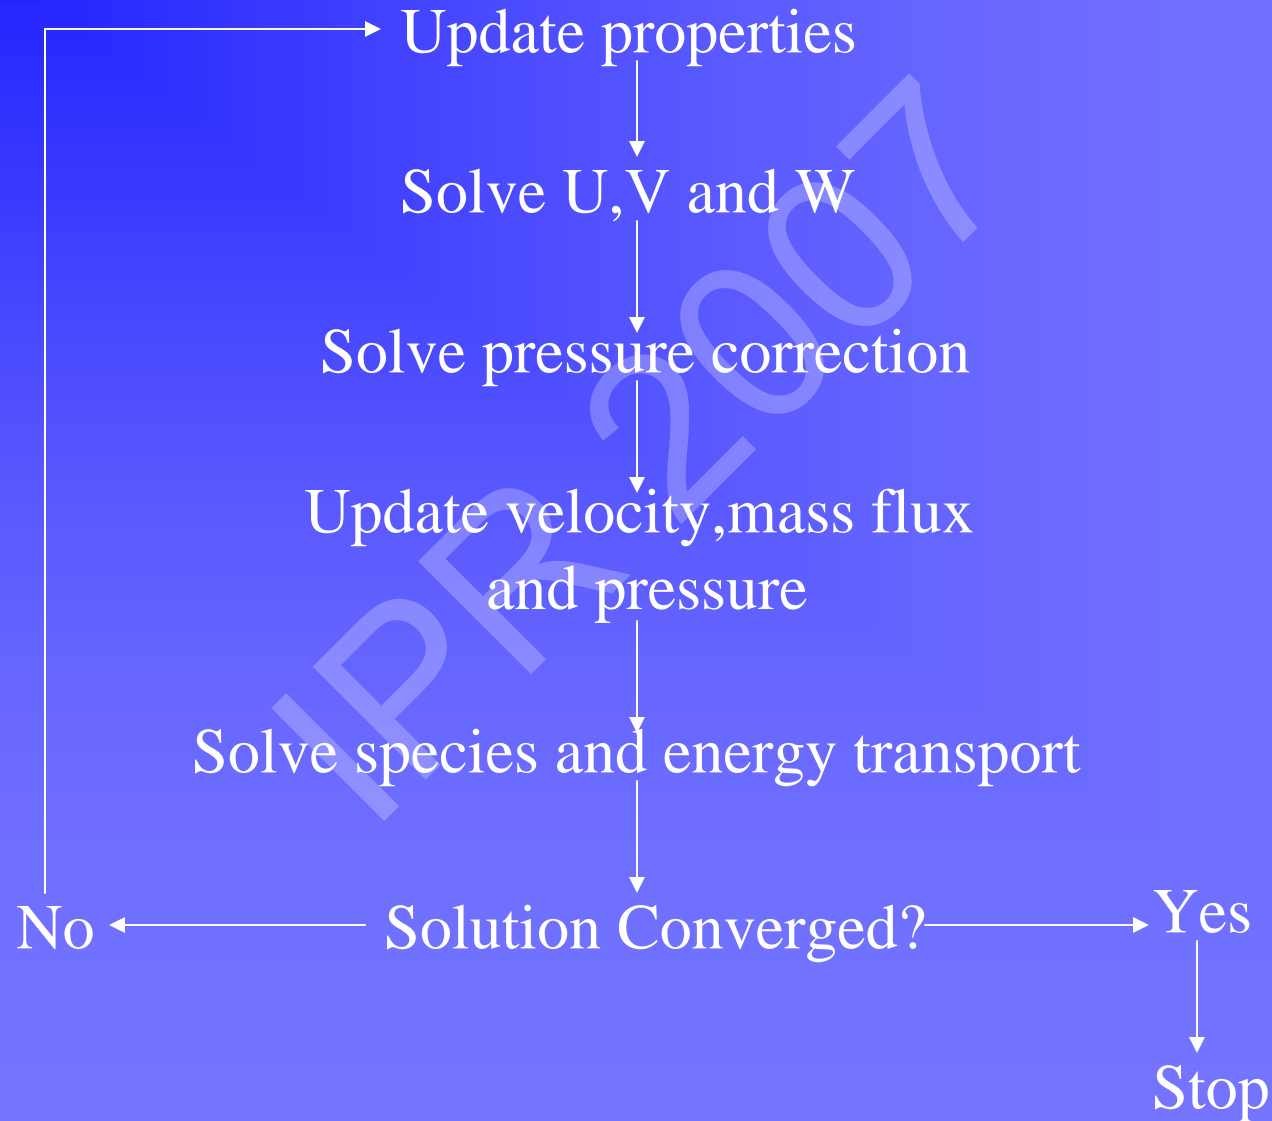 Update properties
Solve U,V and W
Solve pressure correction
Update velocity,mass flux
and pressure
Solve species and energy transport
No
Solution Converged?
Yes
Stop
IPR 2007